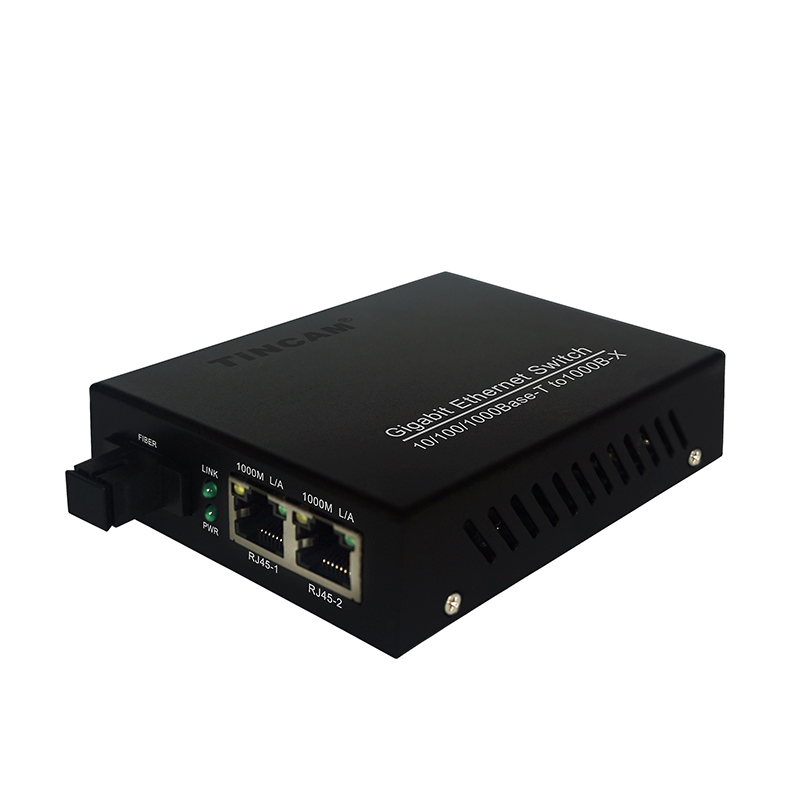 TINCAM®
Gigabit Ethernet Switch
10/100/1000Base-T to1000B-X
FIBER
LINK
PWR
1000M L/A
1000M L/A
RJ45-1
RJ45-2